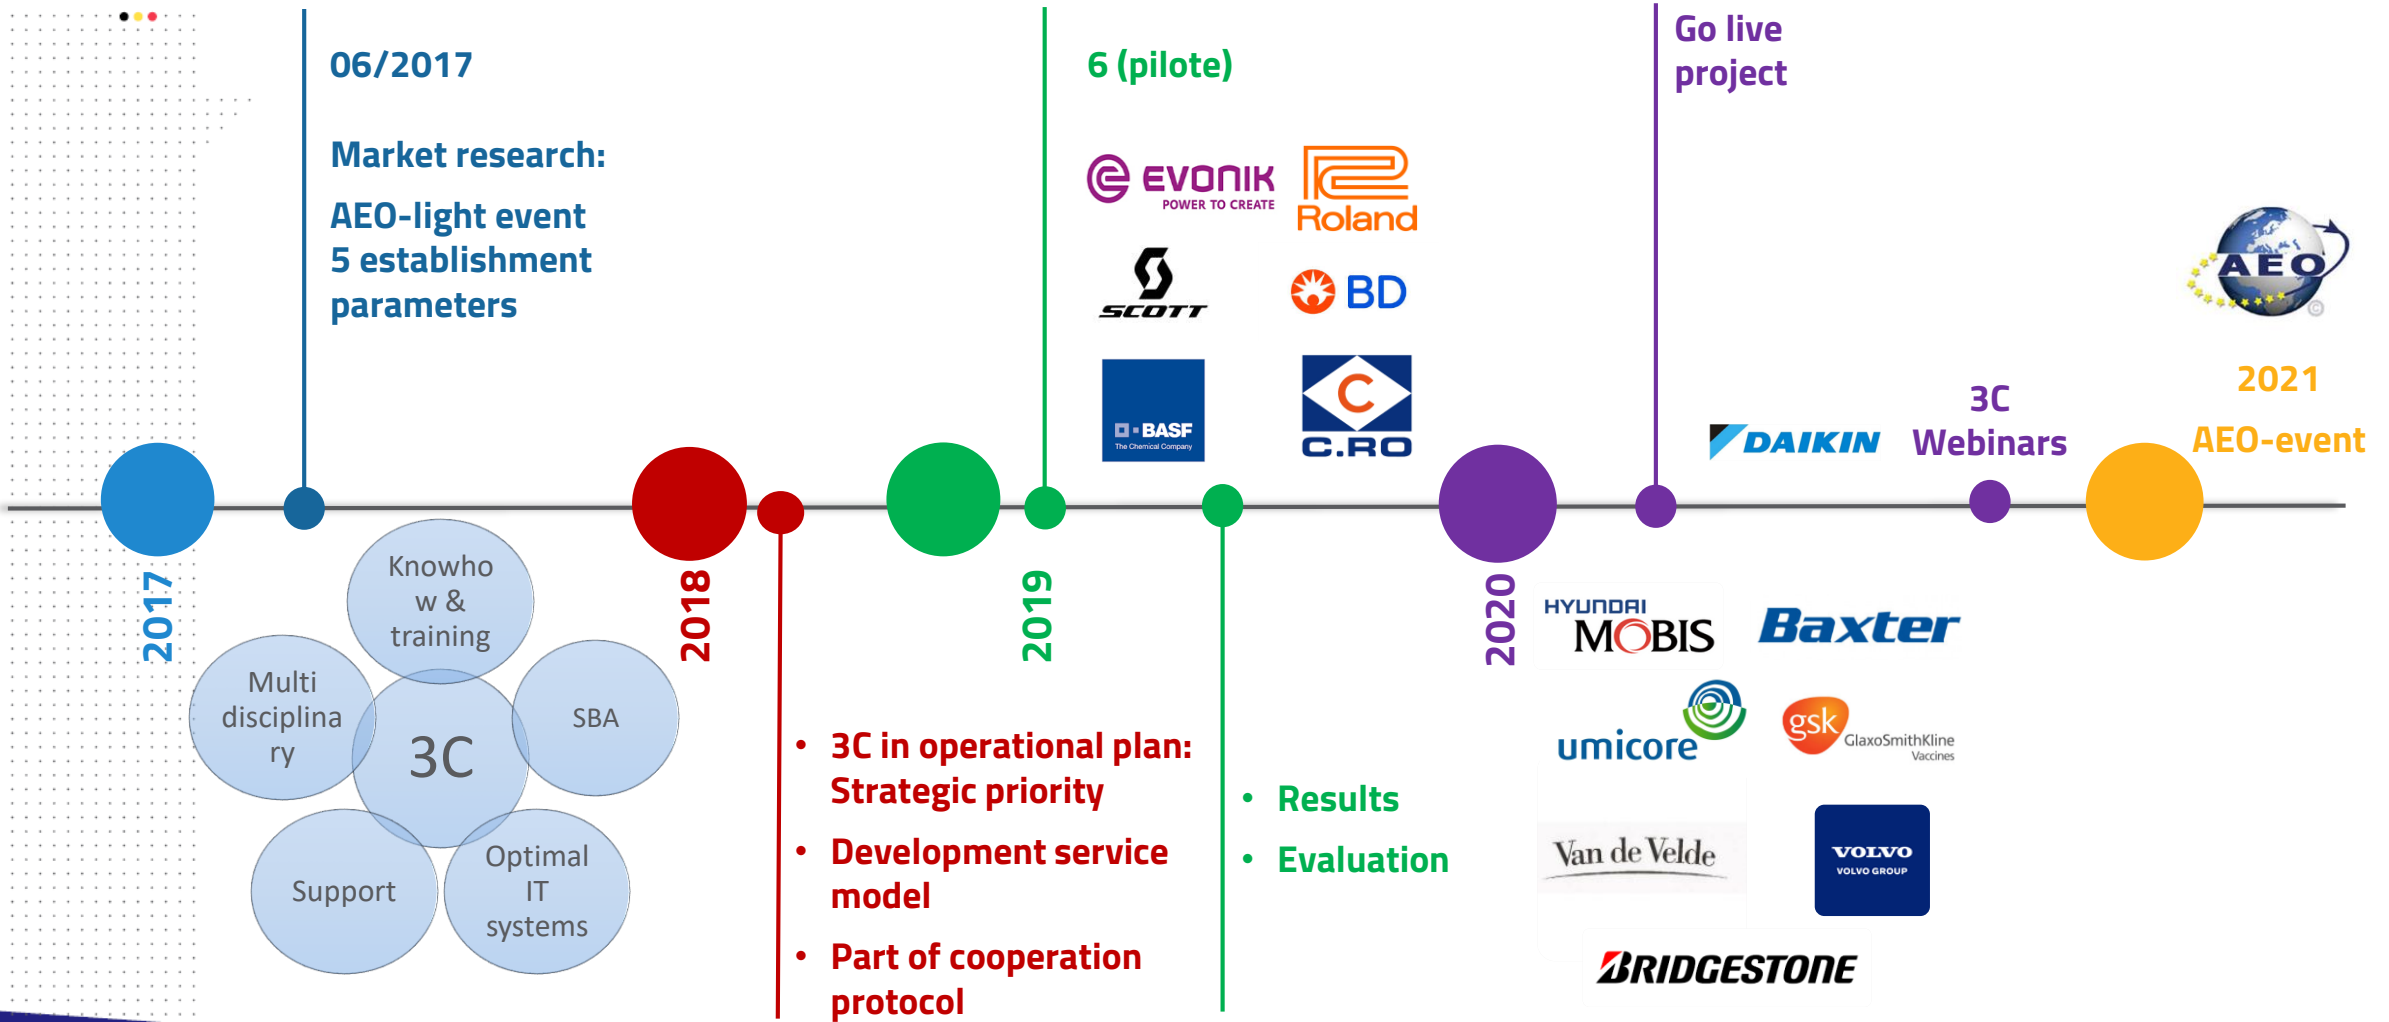 06/2017
Market research:
AEO-light event
5 establishment
parameters
6 (pilote)
EVONIK
POWER TO CREATE
Roland
SCOTT
BD
BASF
The Chemical Company
C
C.RO
Go live
project
DAIKIN
3C
Webinars
AEO
©
2021
AEO-event
2017
Knowho
w &
training
Multi
disciplina
ry
3C
SBA
Support
Optimal
IT
systems
2018
• 3C in operational plan:
Strategic priority
• Development service
model
• Part of cooperation
protocol
2019
• Results
• Evaluation
2020
HYUNDAI
MOBIS
Baxter
umicore
gsk
GlaxoSmithKline
Vaccines
Van de Velde
VOLVO
VOLVO GROUP
BRIDGESTONE